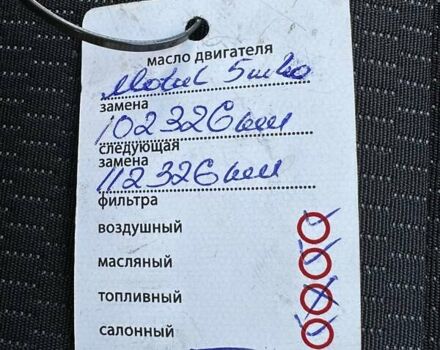 масло двигателя
Motul 5w40
замена
102326км
следующая
замена
112326км
фильтра
воздушный
масляный
топливный
салонный